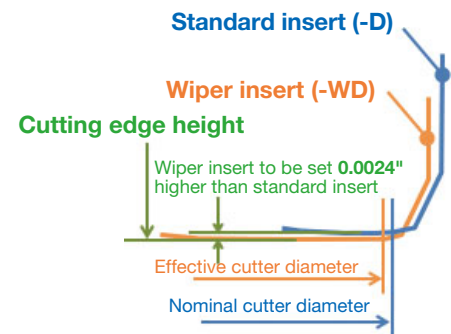 Standard insert (-D)
Wiper insert (-WD)
Cutting edge height
Wiper insert to be set 0.0024"
higher than standard insert
Effective cutter diameter
Nominal cutter diameter